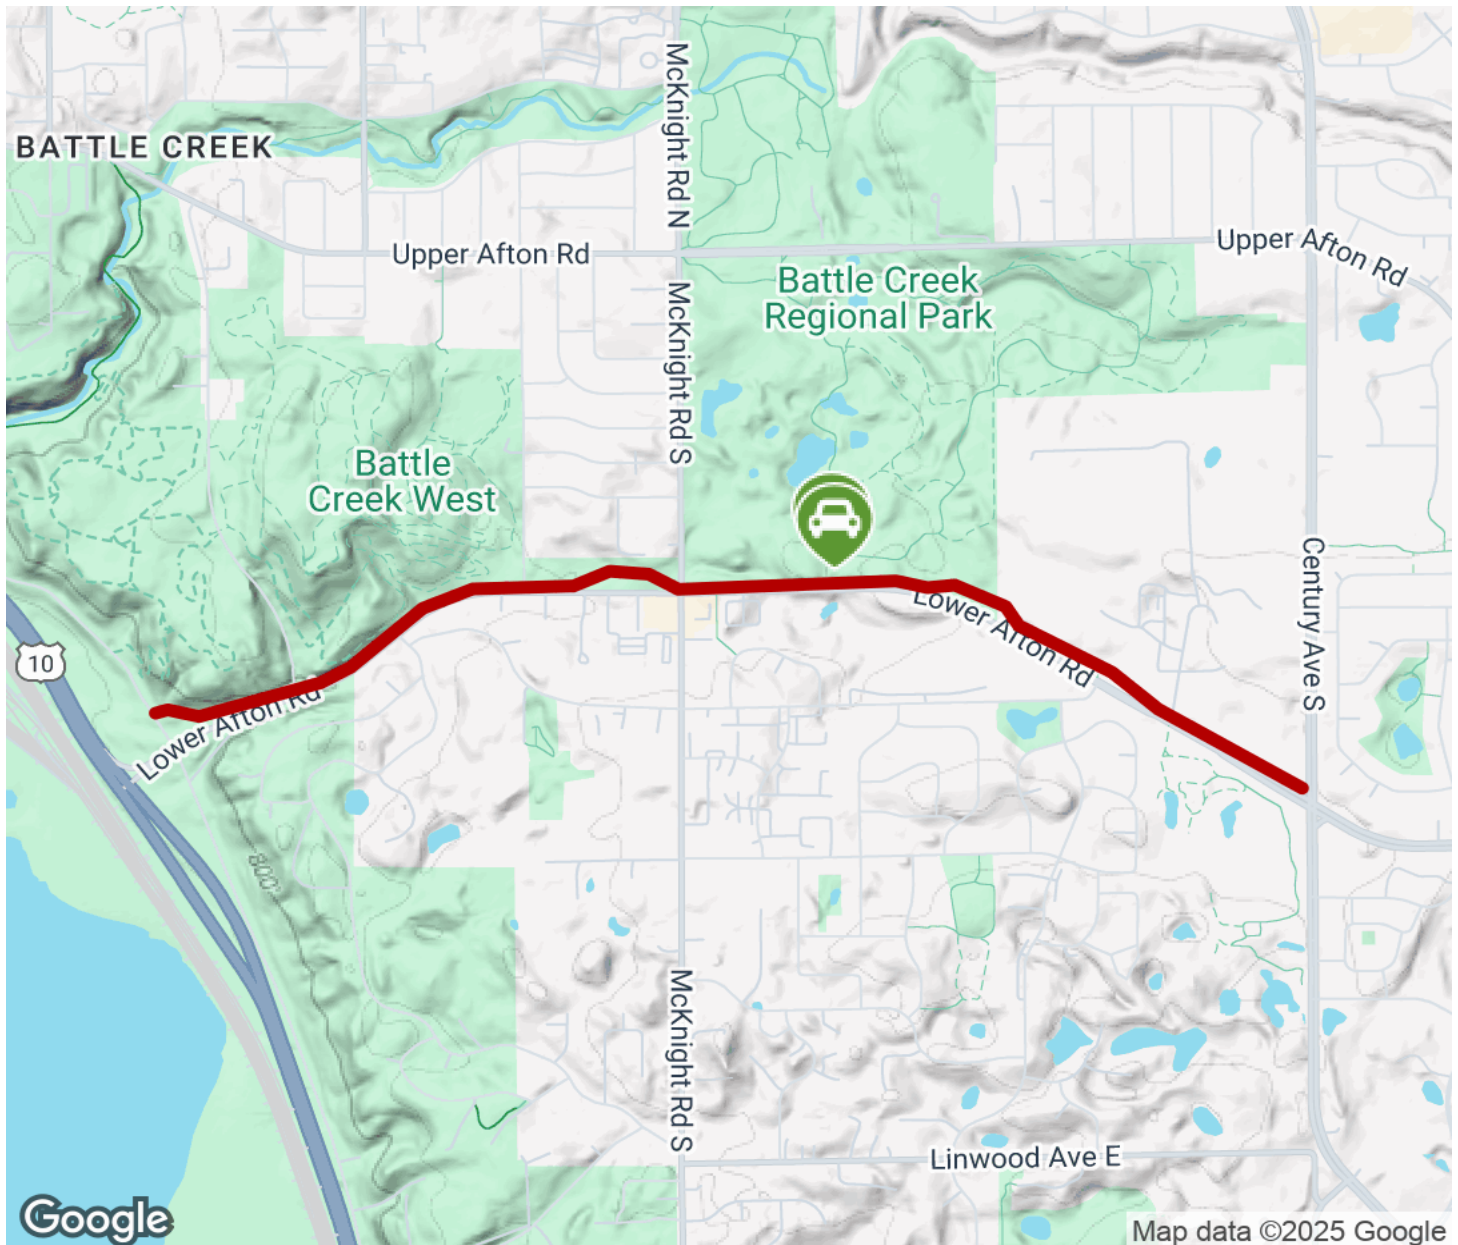 McKnight Rd N
BATTLE CREEK
Upper Afton Rd
Upper Afton Rd
Battle Creek
Regional Park
McKnight Rd S
Battle
Creek West
Century Ave S
Lower Afton Rd
10
Lower Afton Rd
800'
McKnight Rd S
Linwood Ave E
Google
Map data ©2025 Google